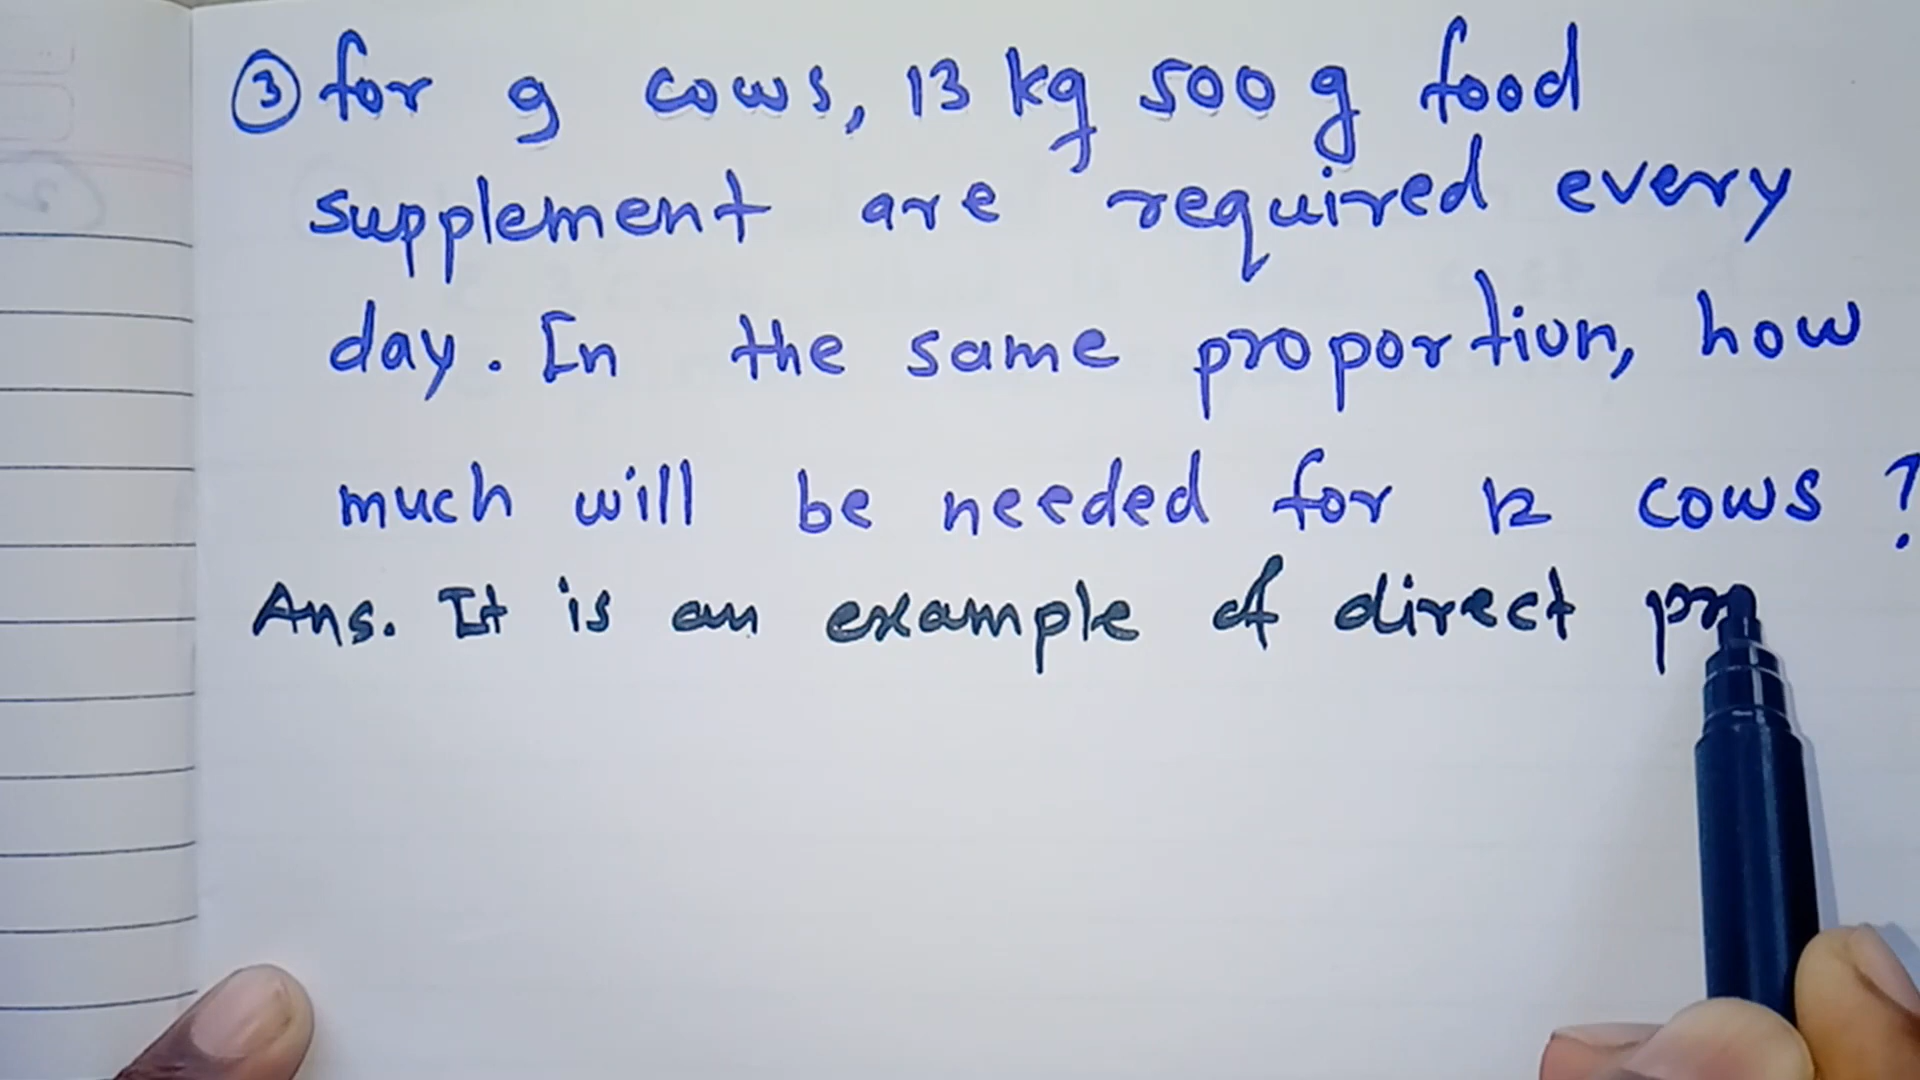 ③ for 9 cows, 13 kg 500 g food
supplement are required every
day. In the same proportion, how
much will be needed for 12 cows ?
Ans. It is an example of direct pro